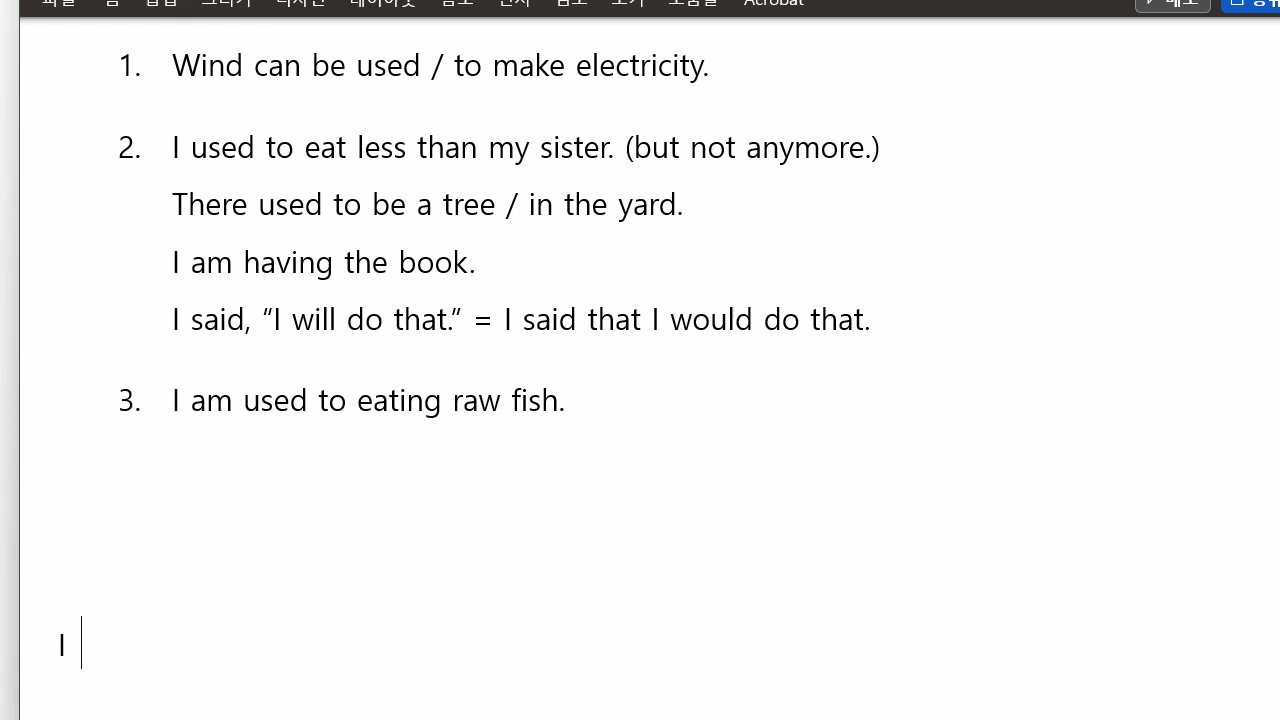 Acrobat
1. Wind can be used / to make electricity.
2. I used to eat less than my sister. (but not anymore.)
There used to be a tree / in the yard.
I am having the book.
I said, “I will do that.” = I said that I would do that.
3. I am used to eating raw fish.
I